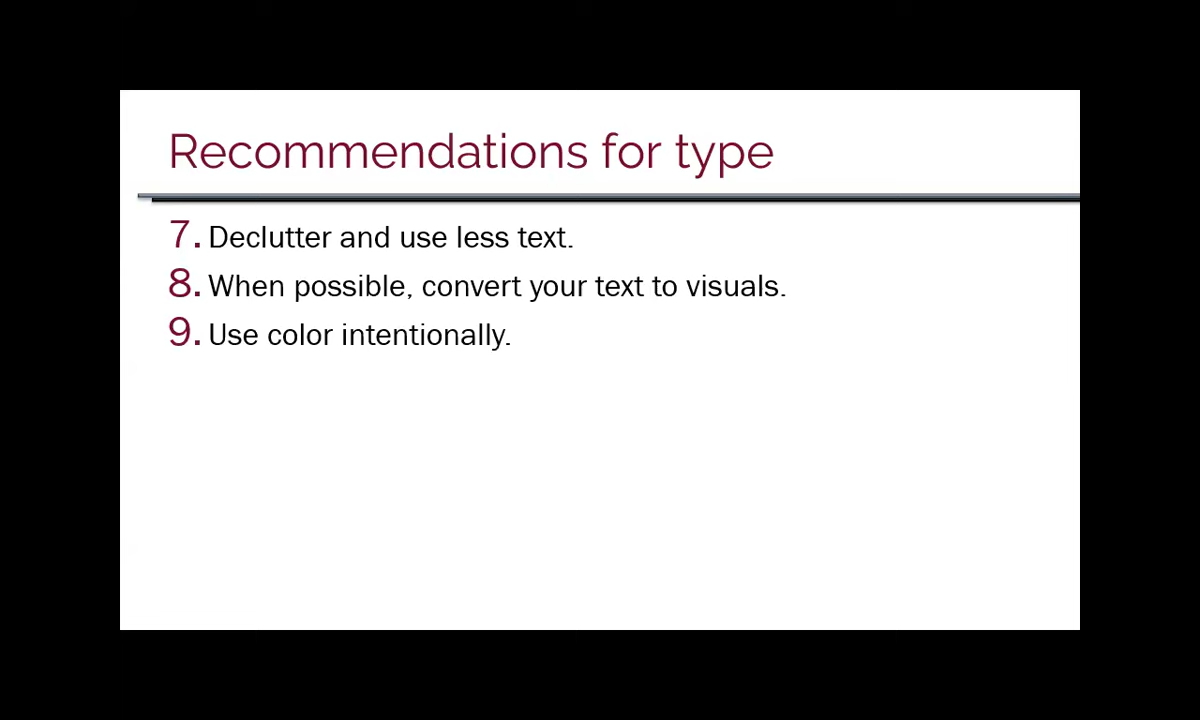 Recommendations for type
7. Declutter and use less text.
8. When possible, convert your text to visuals.
9. Use color intentionally.